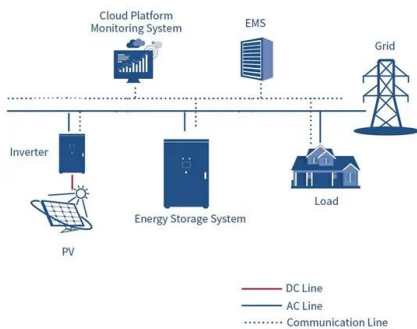 Cloud Platform
Monitoring System
EMS
Grid
Inverter
Energy Storage System
Load
PV
DC Line
AC Line
Communication Line